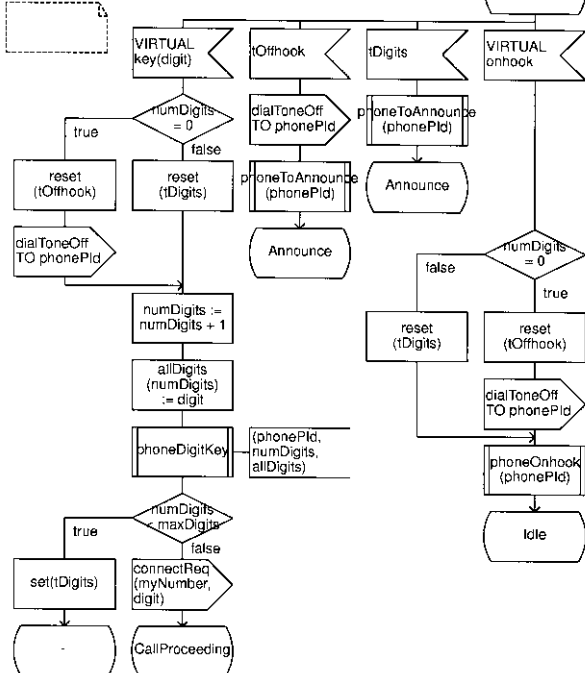 VIRTUAL
key(digit)
tOffhook
tDigits
VIRTUAL
onhook
numDigits
= 0
true
false
reset
(tOffhook)
reset
(tDigits)
dialToneOff
TO phonePId
dialToneOff
TO phonePId
phoneToAnnounce
(phonePId)
Announce
phoneToAnnounce
(phonePId)
Announce
numDigits :=
numDigits + 1
allDigits
(numDigits)
:= digit
phoneDigitKey
(phonePId,
numDigits,
allDigits)
numDigits
< maxDigits
true
false
set(tDigits)
-
connectReq
(myNumber,
digit)
CallProceeding
numDigits
= 0
false
true
reset
(tDigits)
reset
(tOffhook)
dialToneOff
TO phonePId
phoneOnhook
(phonePId)
Idle